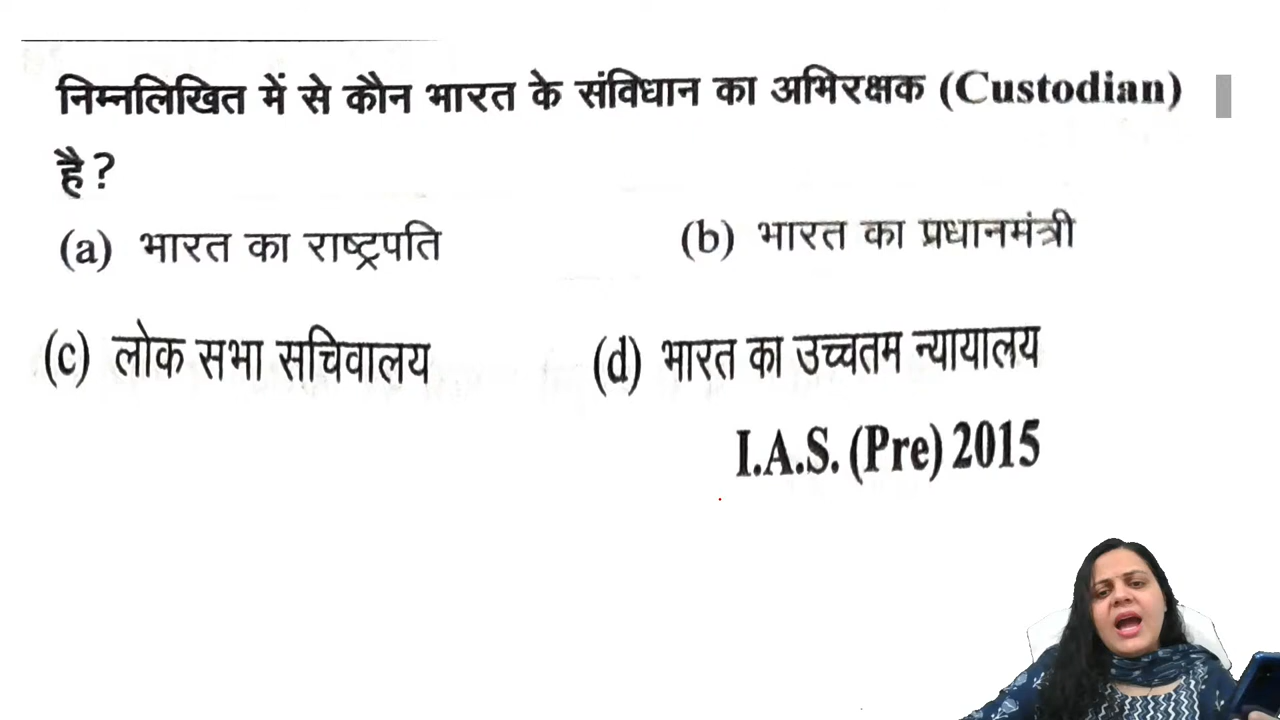 निम्नलिखित में से कौन भारत के संविधान का अभिरक्षक (Custodian)
है?
(a) भारत का राष्ट्रपति (b) भारत का प्रधानमंत्री
(c) लोक सभा सचिवालय (d) भारत का उच्चतम न्यायालय
I.A.S. (Pre) 2015